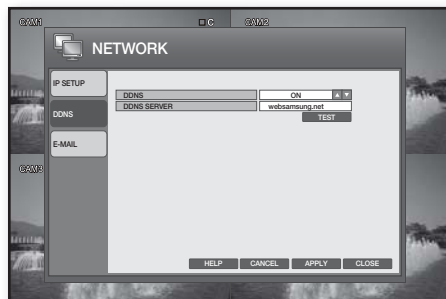 CAM1
C
CAM2
NETWORK
IP SETUP
DDNS ON
DDNS SERVER websamsung.net
TEST
DDNS
E-MAIL
CAM3
HELP CANCEL APPLY CLOSE